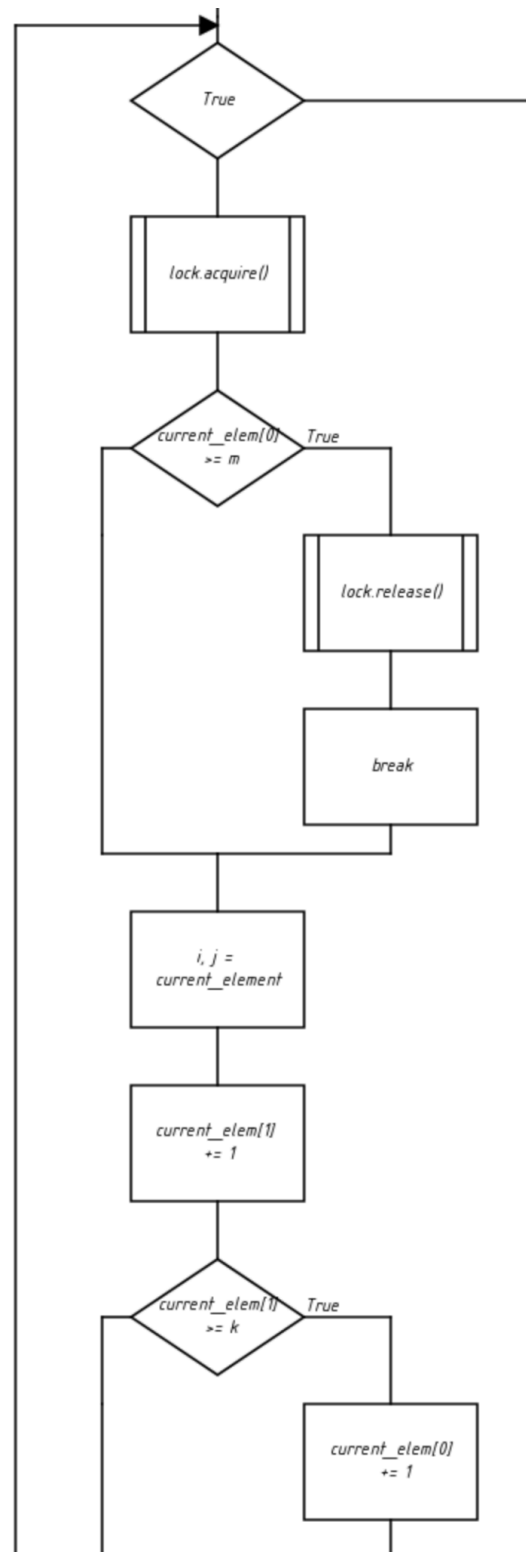 True
lock.acquire()
current_elem[0]
>= m
True
lock.release()
break
i, j =
current_element
current_elem[1]
+= 1
current_elem[1]
>= k
True
current_elem[0]
+= 1